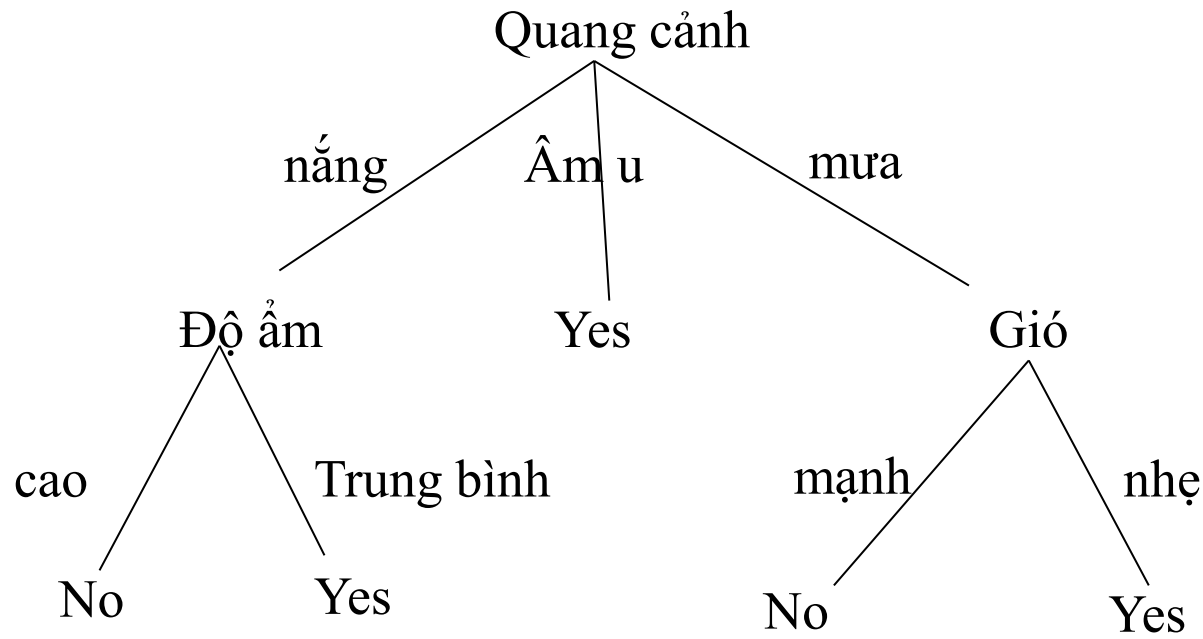 Quang cảnh
nắng Âm u mưa
Độ ẩm Yes Gió
cao Trung bình mạnh nhẹ
No Yes No Yes